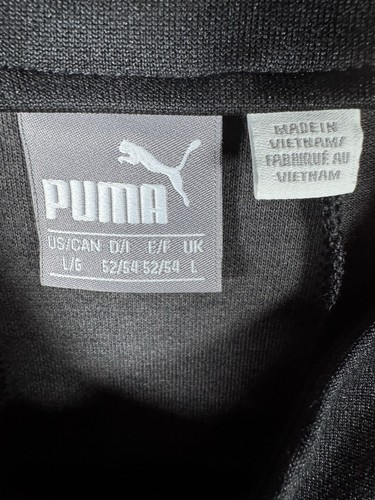 PUMA
US/CAN D/I E/F UK
L/G 52/54 52/54 L
MADE IN
VIETNAM/
FABRIQUÉ AU
VIETNAM